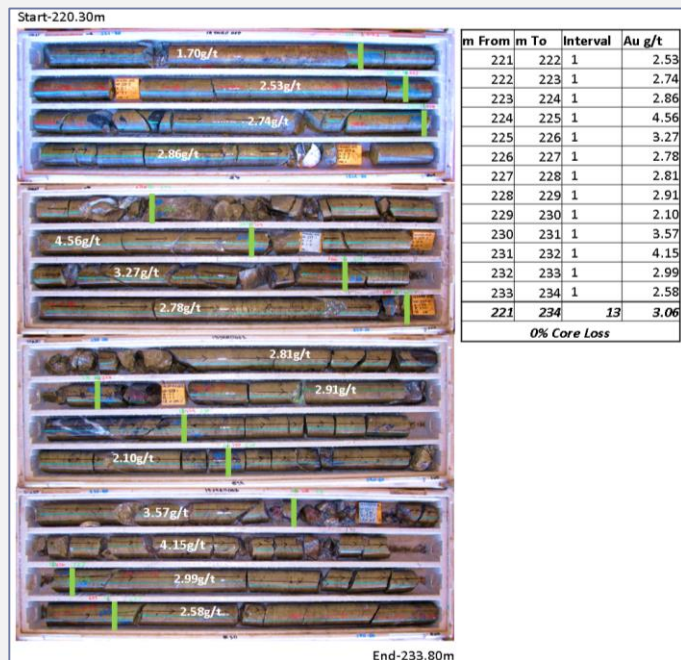 Start-220.30m
1.70g/t
2.53g/t
2.74g/t
2.86g/t
4.56g/t
3.27g/t
2.78g/t
2.81g/t
2.91g/t
2.10g/t
3.57g/t
4.15g/t
2.99g/t
2.58g/t
End-233.80m
m From m To Interval Au g/t
221 222 1 2.53
222 223 1 2.74
223 224 1 2.86
224 225 1 4.56
225 226 1 3.27
226 227 1 2.78
227 228 1 2.81
228 229 1 2.91
229 230 1 2.10
230 231 1 3.57
231 232 1 4.15
232 233 1 2.99
233 234 1 2.58
221 234 13 3.06
0% Core Loss